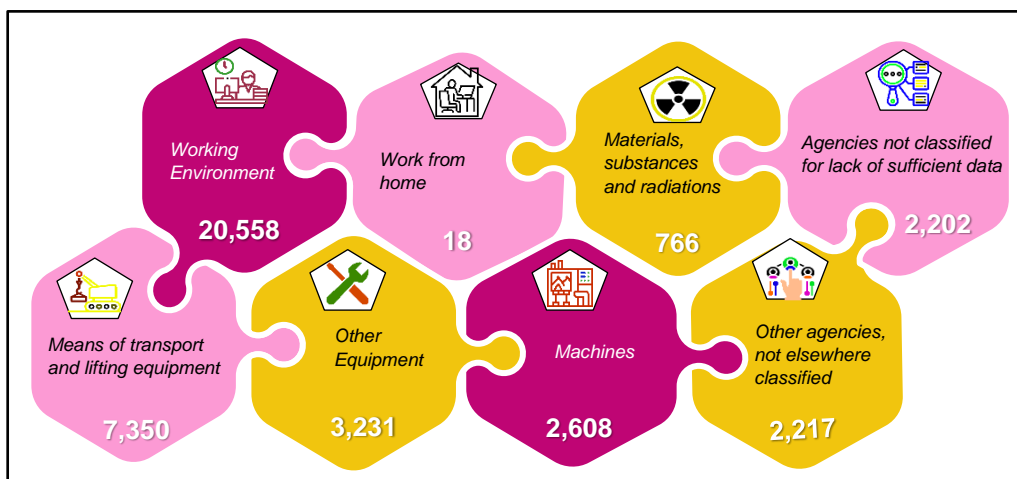 Working
Environment
20,558
Work from
home
18
Materials,
substances
and radiations
766
Agencies not classified
for lack of sufficient data
2,202
Means of transport
and lifting equipment
7,350
Other
Equipment
3,231
Machines
2,608
Other agencies,
not elsewhere
classified
2,217